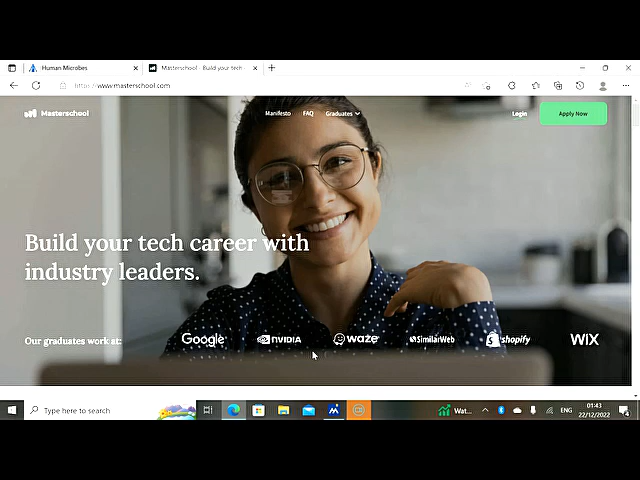 Human Microbes
Masterschool - Build your tech
https://www.masterschool.com
Masterschool
Manifesto
FAQ
Graduates
Login
Apply Now
Build your tech career with
industry leaders.
Our graduates work at:
Google
NVIDIA
waze
SimilarWeb
shopify
WIX
Type here to search
Wat...
ENG
01:43
22/12/2022